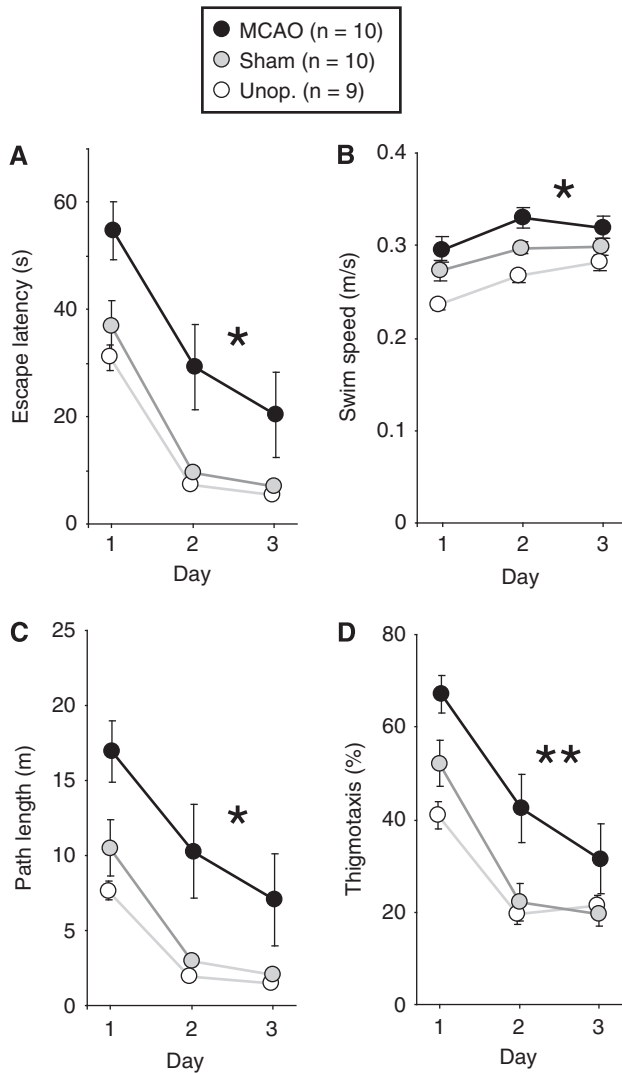 MCAO (n = 10)
Sham (n = 10)
Unop. (n = 9)
A
Escape latency (s)
60
40
20
0
*
1 2 3
Day
B
Swim speed (m/s)
0.4
0.3
0.2
0.1
0
*
1 2 3
Day
C
Path length (m)
25
20
15
10
5
0
*
1 2 3
Day
D
Thigmotaxis (%)
80
60
40
20
0
**
1 2 3
Day